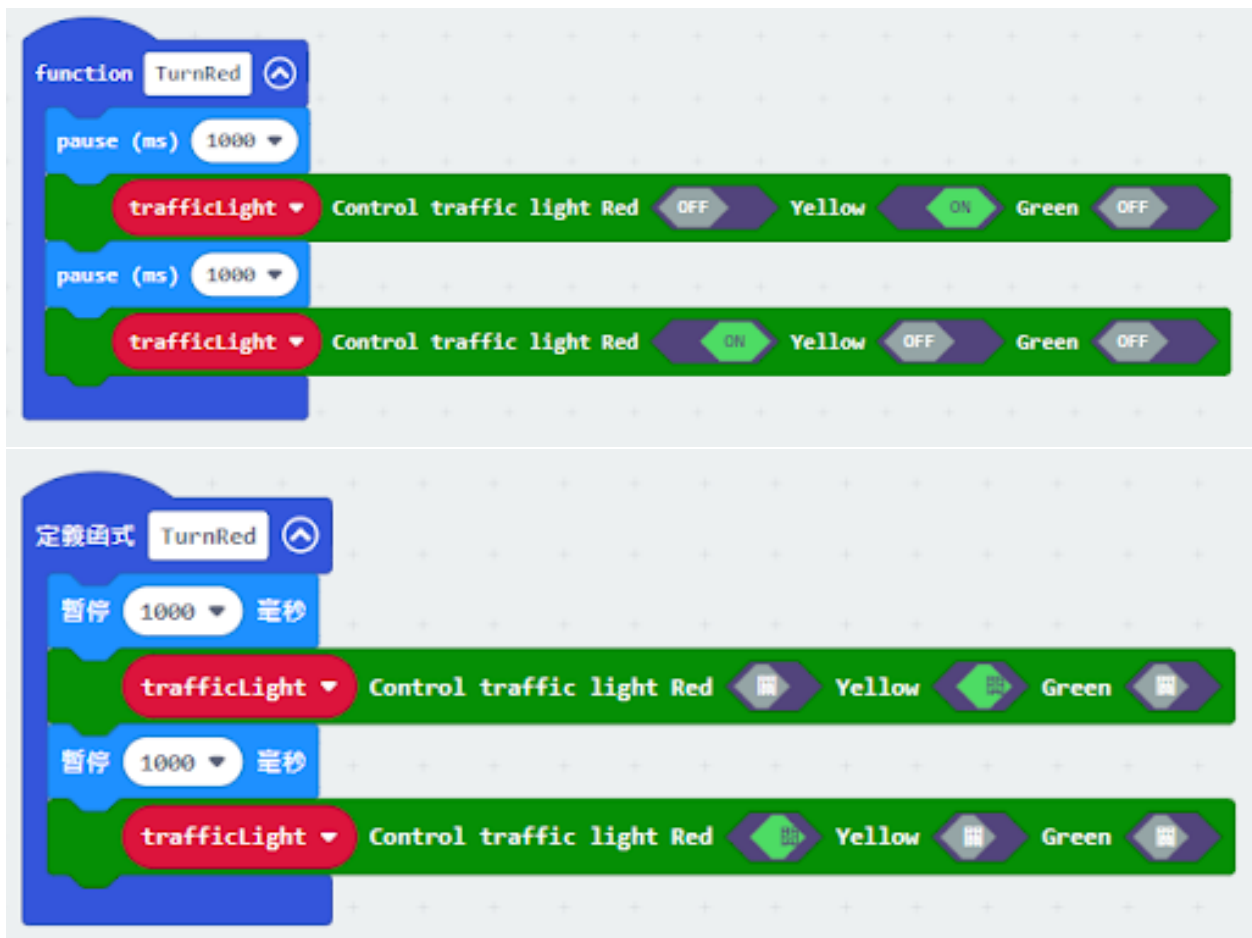 function TurnRed
pause (ms) 1000
trafficLight Control traffic light Red OFF Yellow ON Green OFF
pause (ms) 1000
trafficLight Control traffic light Red ON Yellow OFF Green OFF
定義函式 TurnRed
暫停 1000 毫秒
trafficLight Control traffic light Red Yellow Green
暫停 1000 毫秒
trafficLight Control traffic light Red Yellow Green